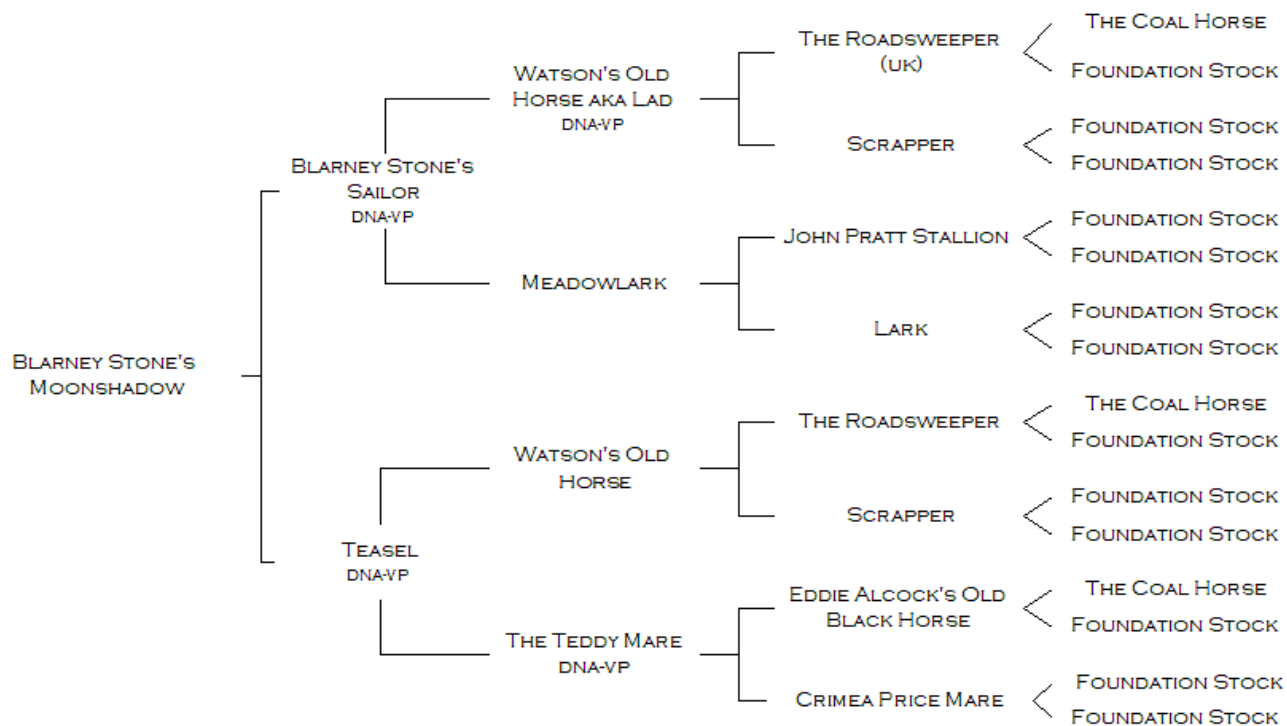 Blarney Stone's
Moonshadow
Blarney Stone's
Sailor
DNA-VP
Teasel
DNA-VP
Watson's Old
Horse aka Lad
DNA-VP
Meadowlark
Watson's Old
Horse
The Teddy Mare
DNA-VP
The Roadsweeper
(UK)
Scrapper
John Pratt Stallion
Lark
The Roadsweeper
Scrapper
Eddie Alcock's Old
Black Horse
Crimea Price Mare
The Coal Horse
Foundation Stock
Foundation Stock
Foundation Stock
Foundation Stock
Foundation Stock
Foundation Stock
Foundation Stock
The Coal Horse
Foundation Stock
Foundation Stock
Foundation Stock
The Coal Horse
Foundation Stock
Foundation Stock
Foundation Stock